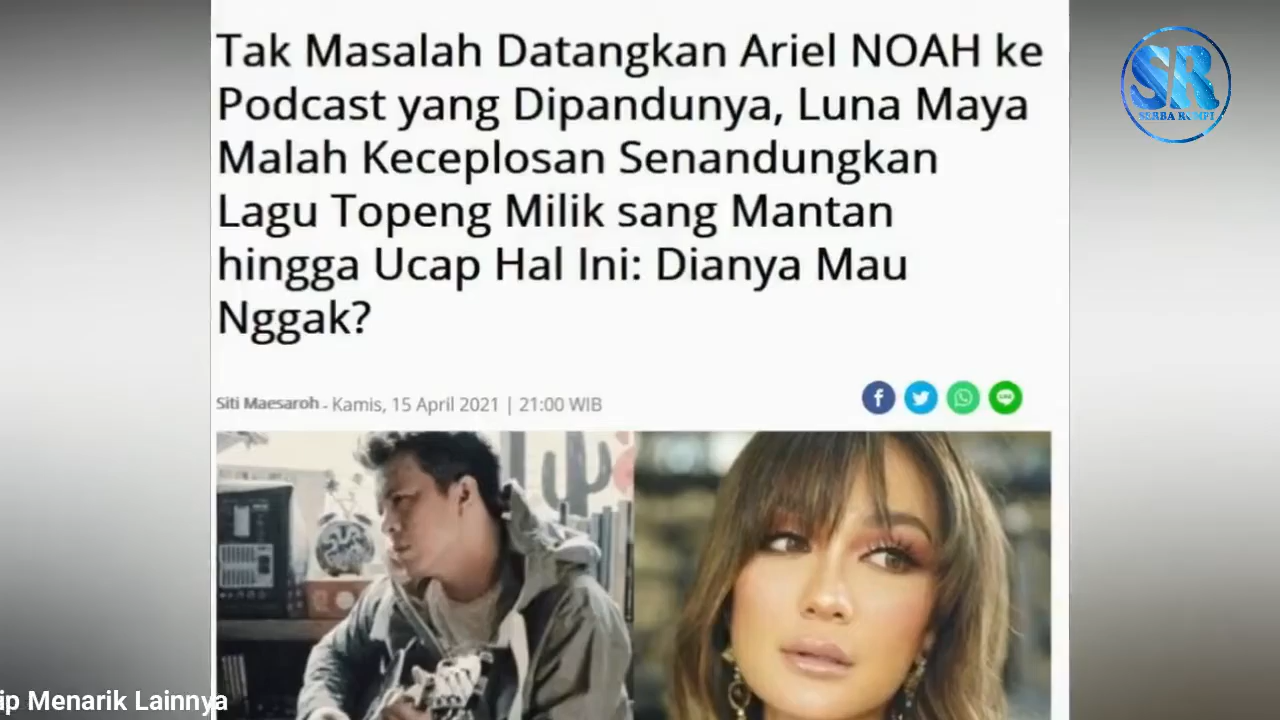 Tak Masalah Datangkan Ariel NOAH ke
Podcast yang Dipandunya, Luna Maya
Malah Keceplosan Senandungkan
Lagu Topeng Milik sang Mantan
hingga Ucap Hal Ini: Dianya Mau
Nggak?
Siti Maesaroh - Kamis, 15 April 2021 | 21:00 WIB
SR
SERBA RUMPI
ip Menarik Lainnya